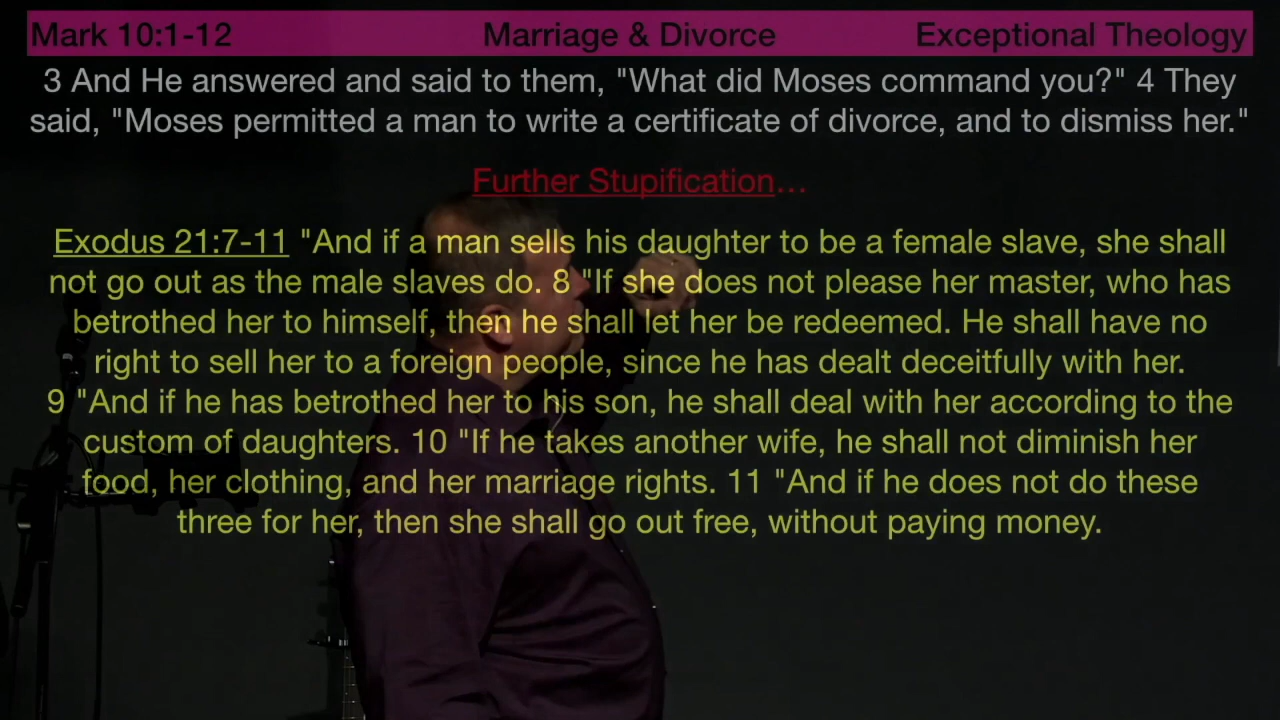 Mark 10:1-12 Marriage & Divorce Exceptional Theology
3 And He answered and said to them, "What did Moses command you?" 4 They
said, "Moses permitted a man to write a certificate of divorce, and to dismiss her."
Further Stupification…
Exodus 21:7-11 "And if a man sells his daughter to be a female slave, she shall
not go out as the male slaves do. 8 "If she does not please her master, who has
betrothed her to himself, then he shall let her be redeemed. He shall have no
right to sell her to a foreign people, since he has dealt deceitfully with her.
9 "And if he has betrothed her to his son, he shall deal with her according to the
custom of daughters. 10 "If he takes another wife, he shall not diminish her
food, her clothing, and her marriage rights. 11 "And if he does not do these
three for her, then she shall go out free, without paying money.